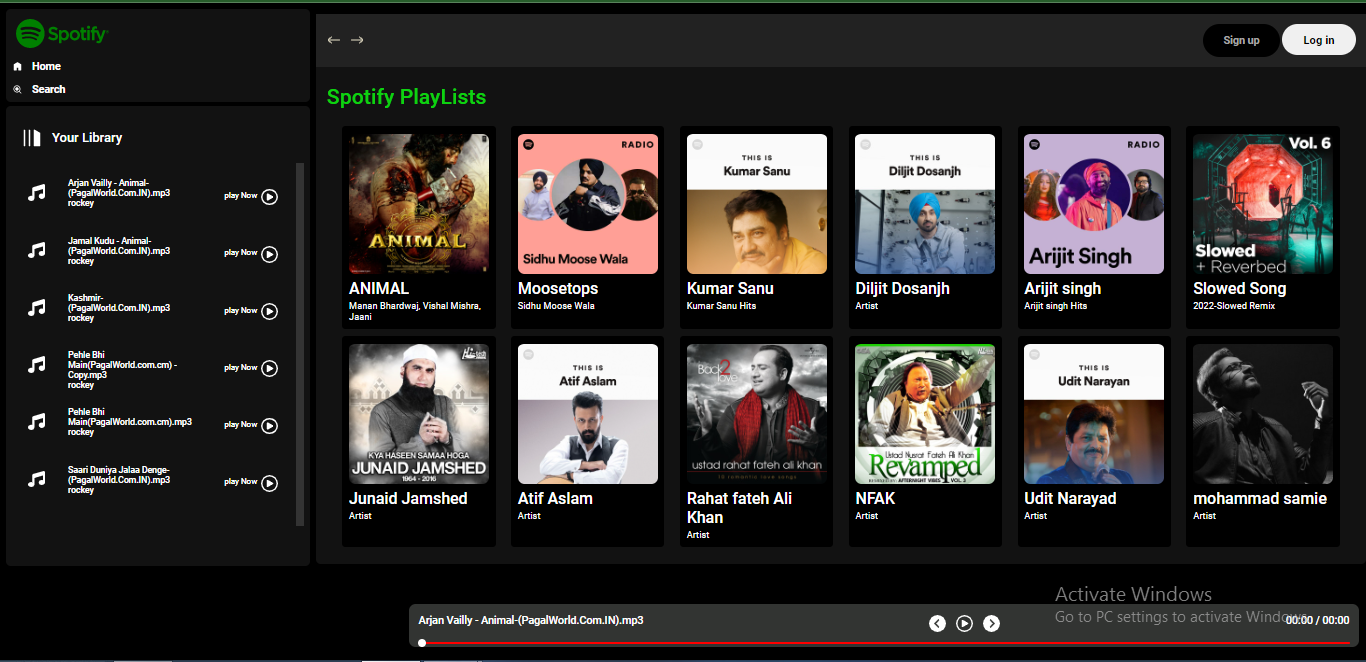 Spotify
Home
Search
Your Library
Arjan Vailly - Animal-
(PagalWorld.Com.IN).mp3
rockey
play Now
Jamal Kudu - Animal-
(PagalWorld.Com.IN).mp3
rockey
play Now
Kashmir-
(PagalWorld.Com.IN).mp3
rockey
play Now
Pehle Bhi
Main(PagalWorld.com.cm) -
Copy.mp3
rockey
play Now
Pehle Bhi
Main(PagalWorld.com.cm).mp3
rockey
play Now
Saari Duniya Jalaa Denge-
(PagalWorld.Com.IN).mp3
rockey
play Now
Sign up
Log in
Spotify PlayLists
ANIMAL
ANIMAL
Manan Bhardwaj, Vishal Mishra,
Jaani
RADIO
Sidhu Moose Wala
Moosetops
Sidhu Moose Wala
THIS IS
Kumar Sanu
Kumar Sanu
Kumar Sanu Hits
THIS IS
Diljit Dosanjh
Diljit Dosanjh
Artist
RADIO
Arijit Singh
Arijit singh
Arijit singh Hits
Vol. 6
Slowed
+ Reverbed
Slowed Song
2022-Slowed Remix
KYA HASEEN SAMAA HOGA
JUNAID JAMSHED
1964 - 2016
Junaid Jamshed
Artist
THIS IS
Atif Aslam
Atif Aslam
Artist
Back 2
love
ustad rahat fateh ali khan
18 romantic love songs
Rahat fateh Ali
Khan
Artist
Ustad Nusrat Fateh Ali Khan
Revamped
AFTERNIGHT VIBES VOL. 2
NFAK
Artist
THIS IS
Udit Narayan
Udit Narayad
Artist
mohammad samie
Artist
Activate Windows
Go to PC settings to activate Windows.
Arjan Vailly - Animal-(PagalWorld.Com.IN).mp3
00:00 / 00:00